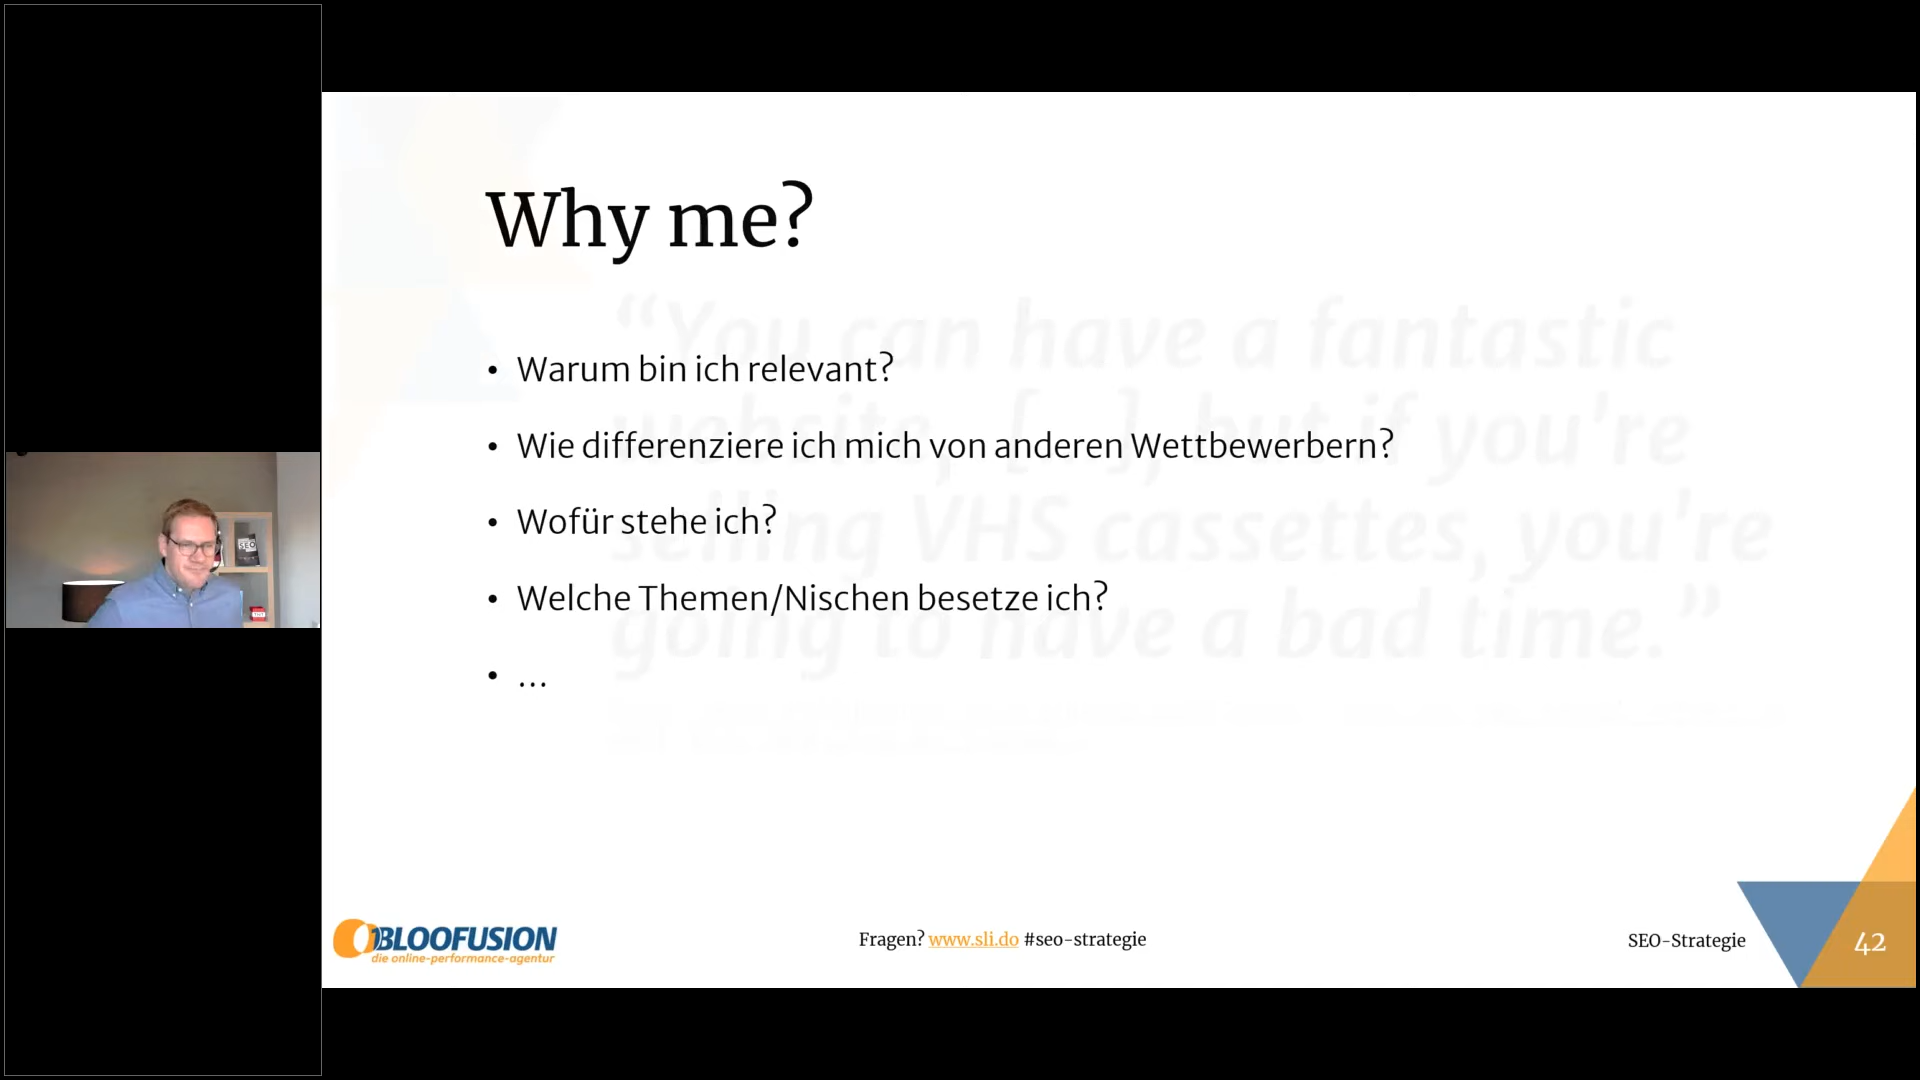 Why me?
“You can have a fantastic
website, [...], but if you're
selling VHS cassettes, you're
going to have a bad time.”
• Warum bin ich relevant?
• Wie differenziere ich mich von anderen Wettbewerbern?
• Wofür stehe ich?
• Welche Themen/Nischen besetze ich?
• ...
SEO
BLOOFUSION
die online-performance-agentur
Fragen? www.sli.do #seo-strategie
SEO-Strategie
42